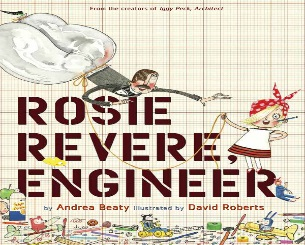 From the creators of Iggy Peck, Architect
ROSIE
REVERE,
ENGINEER
by Andrea Beaty illustrated by David Roberts